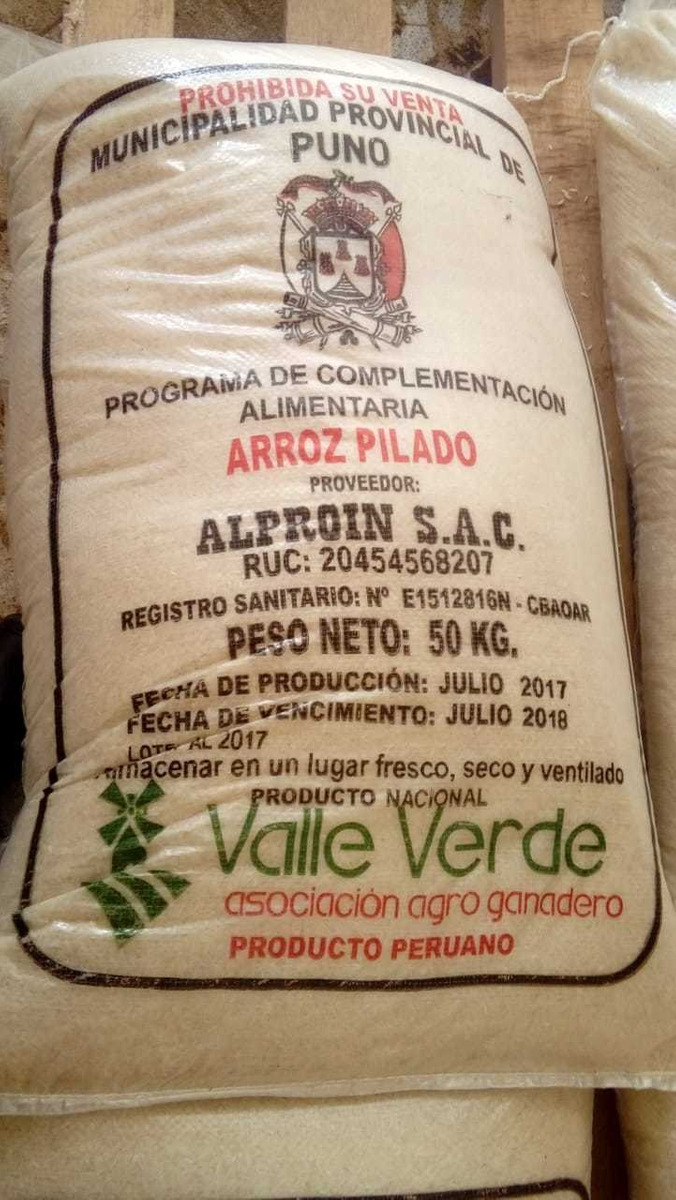 PROHIBIDA SU VENTA
MUNICIPALIDAD PROVINCIAL DE
PUNO
PROGRAMA DE COMPLEMENTACIÓN
ALIMENTARIA
ARROZ PILADO
PROVEEDOR:
ALPROIN S.A.C.
RUC: 20454568207
REGISTRO SANITARIO: Nº E1512816N - CBAOAR
PESO NETO: 50 KG.
FECHA DE PRODUCCIÓN: JULIO 2017
FECHA DE VENCIMIENTO: JULIO 2018
LOTE AL 2017
Almacenar en un lugar fresco, seco y ventilado
PRODUCTO NACIONAL
Valle Verde
asociación agro ganadero
PRODUCTO PERUANO